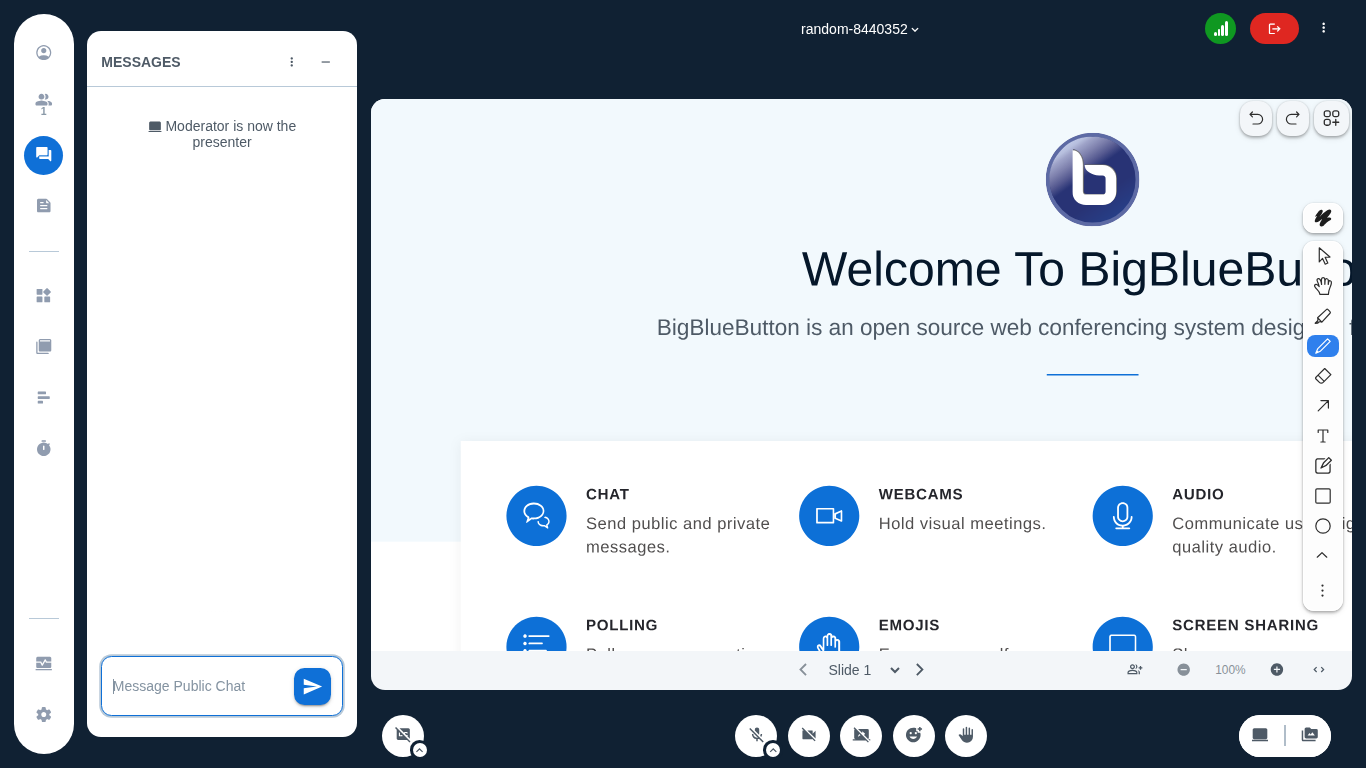 random-8440352
1
MESSAGES
Moderator is now the
presenter
Message Public Chat
Welcome To BigBlueBu
BigBlueButton is an open source web conferencing system
CHAT
Send public and private
messages.
WEBCAMS
Hold visual meetings.
AUDIO
Communicate
quality audio.
POLLING
EMOJIS
SCREEN SHARING
Slide 1
100%